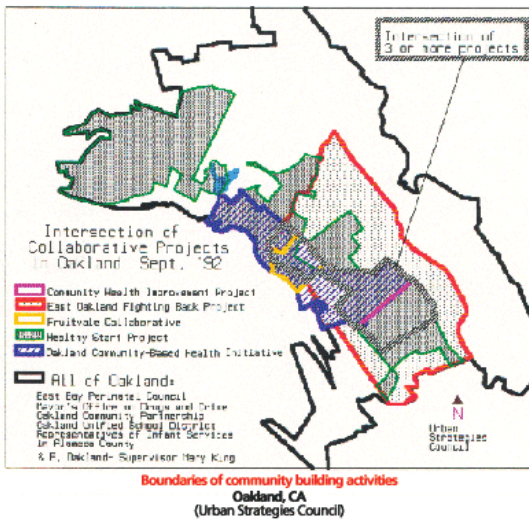 Intersection of
3 or more projects
Intersection of
Collaborative Projects
in Oakland, Sept. '92
Community Health Improvement Project
East Oakland Fighting Back Project
Fruitvale Collaborative
Healthy Start Project
Oakland Community-Based Health Initiative
All of Oakland:
East Bay Perinatal Council
Mayor's Office on Drugs and Crime
Oakland Community Partnership
Oakland Unified School District
Representatives of Infant Services
in Alameda County
& E. Oakland- Supervisor Mary King
N
Urban
Strategies
Council
Boundaries of community building activities
Oakland, CA
(Urban Strategies Council)